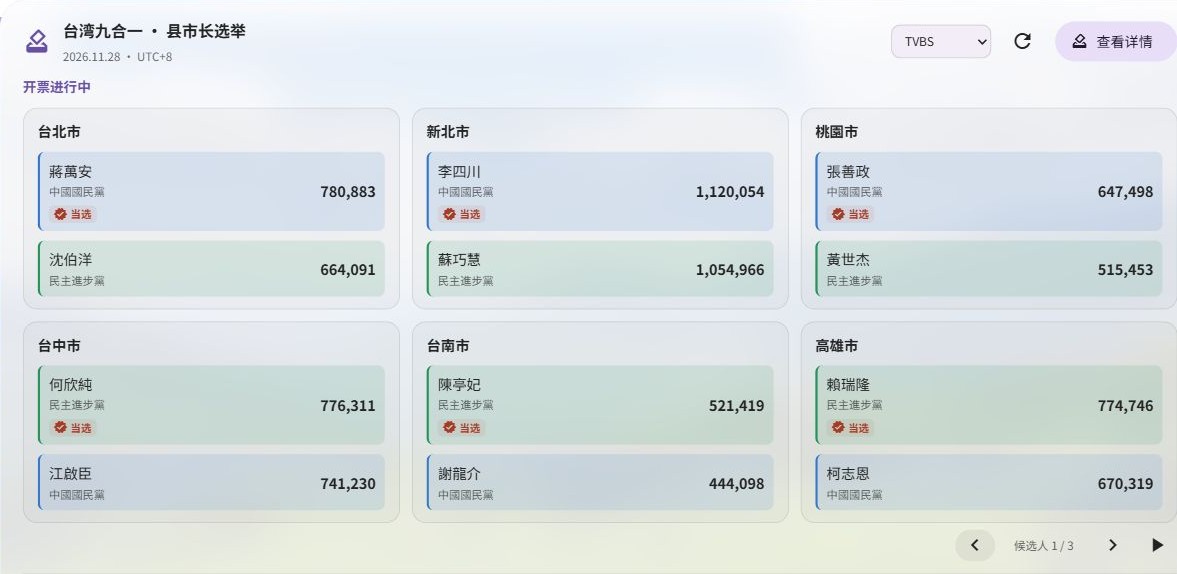 台湾九合一 · 县市长选举
2026.11.28 · UTC+8
TVBS
查看详情
开票进行中
台北市
蔣萬安
中國國民黨
780,883
当选
沈伯洋
民主進步黨
664,091
新北市
李四川
中國國民黨
1,120,054
当选
蘇巧慧
民主進步黨
1,054,966
桃園市
張善政
中國國民黨
647,498
当选
黃世杰
民主進步黨
515,453
台中市
何欣純
民主進步黨
776,311
当选
江啟臣
中國國民黨
741,230
台南市
陳亭妃
民主進步黨
521,419
当选
謝龍介
中國國民黨
444,098
高雄市
賴瑞隆
民主進步黨
774,746
当选
柯志恩
中國國民黨
670,319
候选人 1 / 3